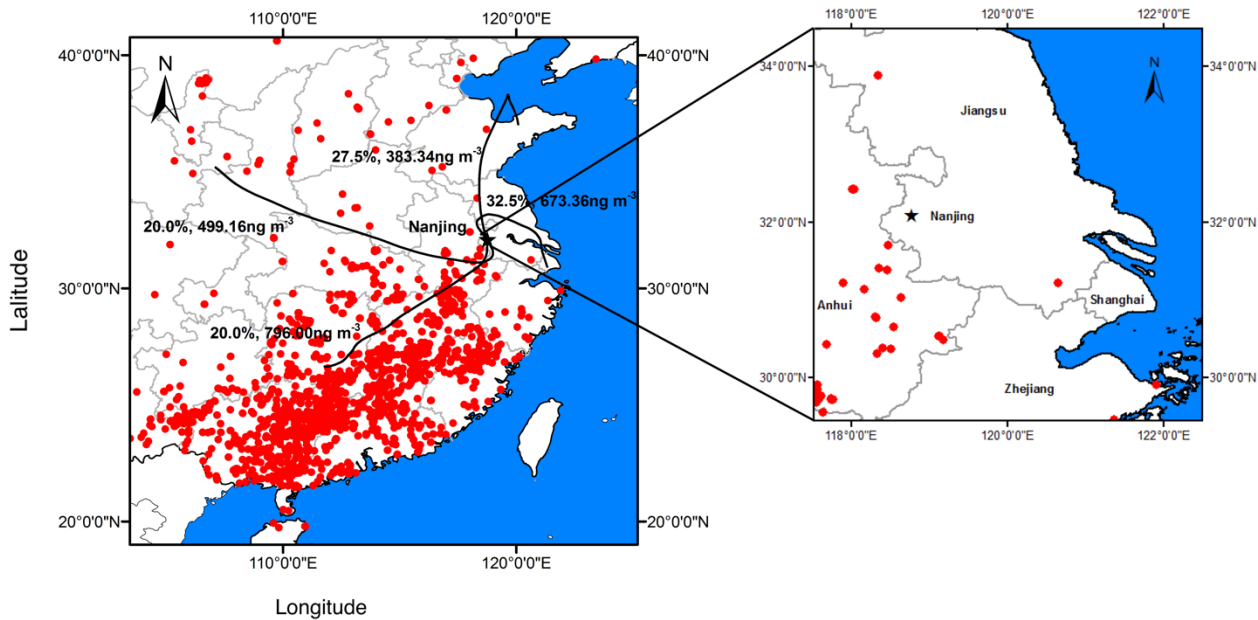 110°0'0"E 120°0'0"E
118°0'0"E 120°0'0"E 122°0'0"E
40°0'0"N 40°0'0"N
N
34°0'0"N 34°0'0"N
N
Jiangsu
27.5%, 383.34ng m-3
32.5%, 673.36ng m-3
20.0%, 499.16ng m-3
Nanjing
32°0'0"N 32°0'0"N
Nanjing
30°0'0"N 30°0'0"N
Anhui
Shanghai
20.0%, 796.00ng m-3
30°0'0"N 30°0'0"N
Zhejiang
118°0'0"E 120°0'0"E 122°0'0"E
20°0'0"N 20°0'0"N
110°0'0"E 120°0'0"E
Lalitude
Longitude